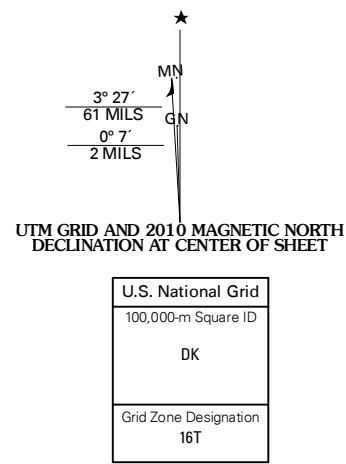 MN
3° 27´
61 MILS
GN
0° 7´
2 MILS
UTM GRID AND 2010 MAGNETIC NORTH
DECLINATION AT CENTER OF SHEET
U.S. National Grid
100,000-m Square ID
DK
Grid Zone Designation
16T